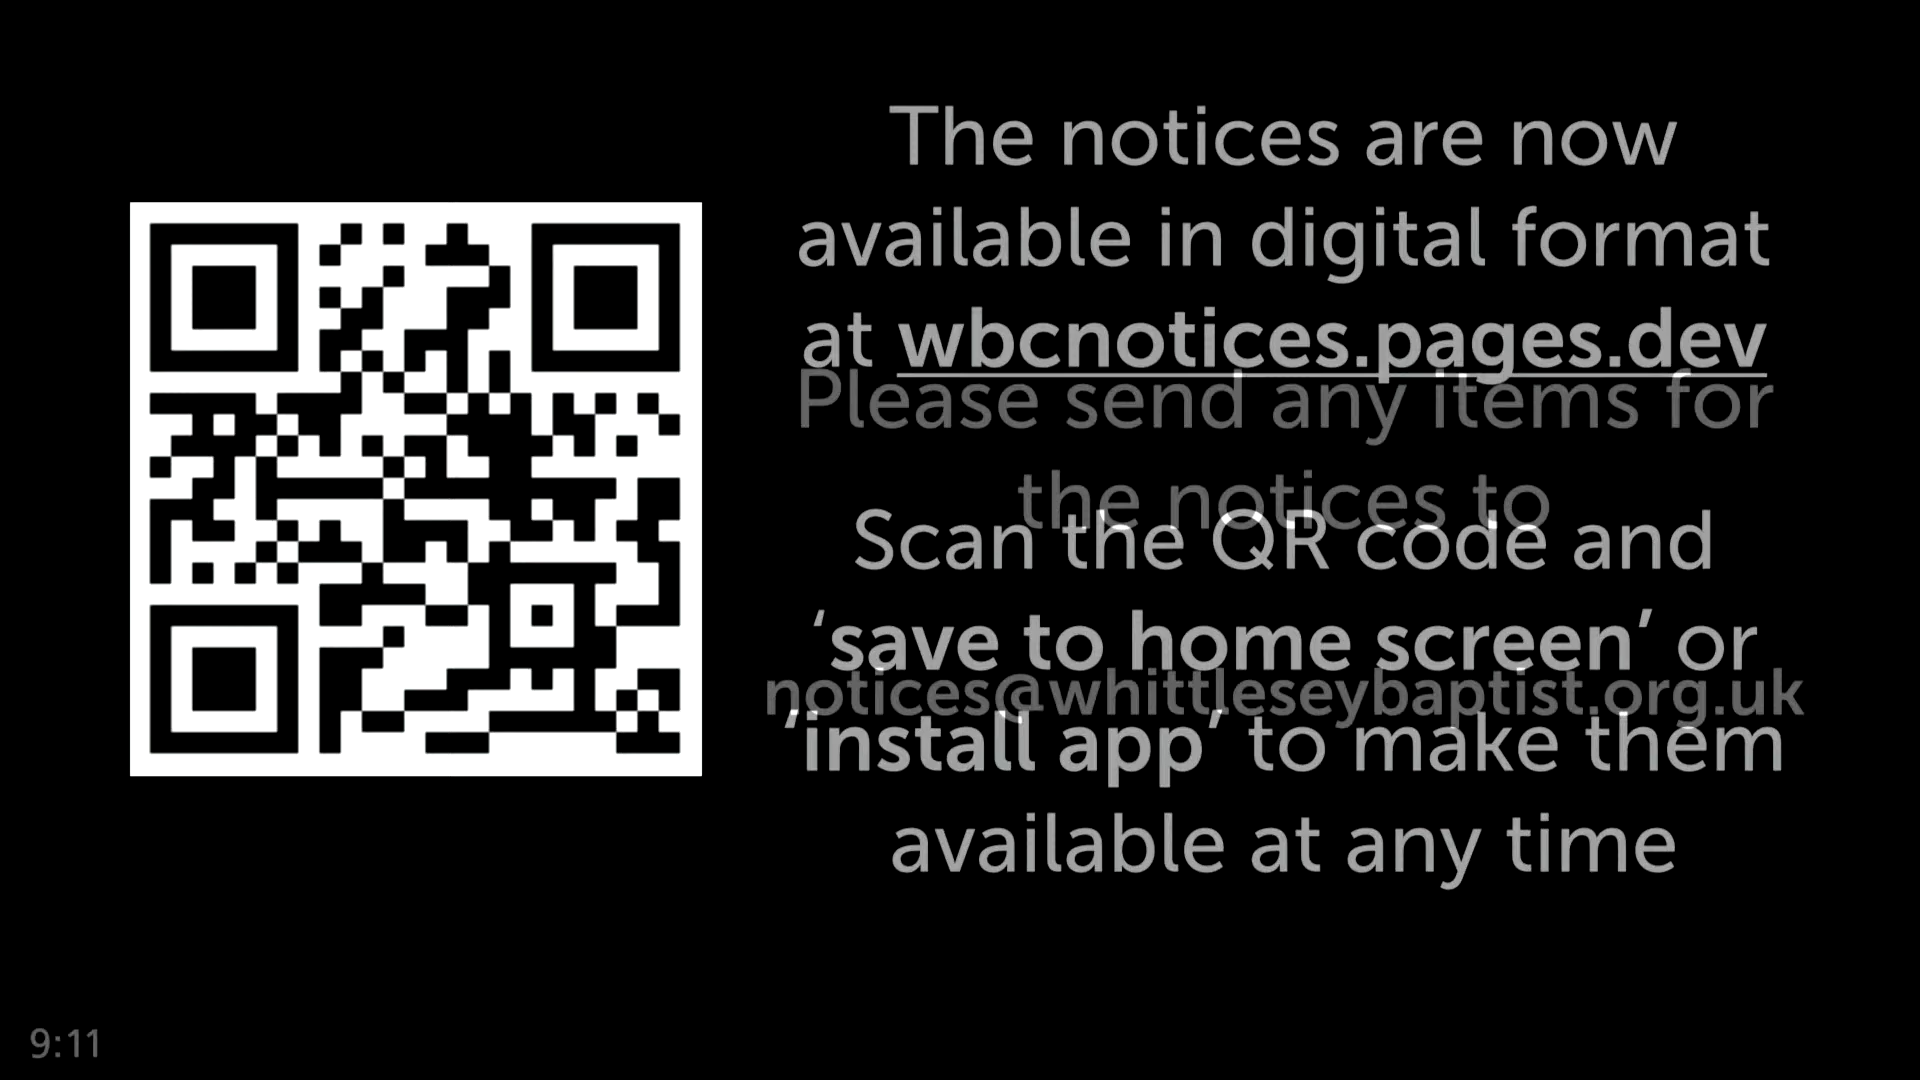 The notices are now
available in digital format
at wbcnotices.pages.dev
Please send any items for
the notices to
Scan the QR code and
‘save to home screen’ or
notices@whittleseybaptist.org.uk
’install app’ to make them
available at any time
9:11